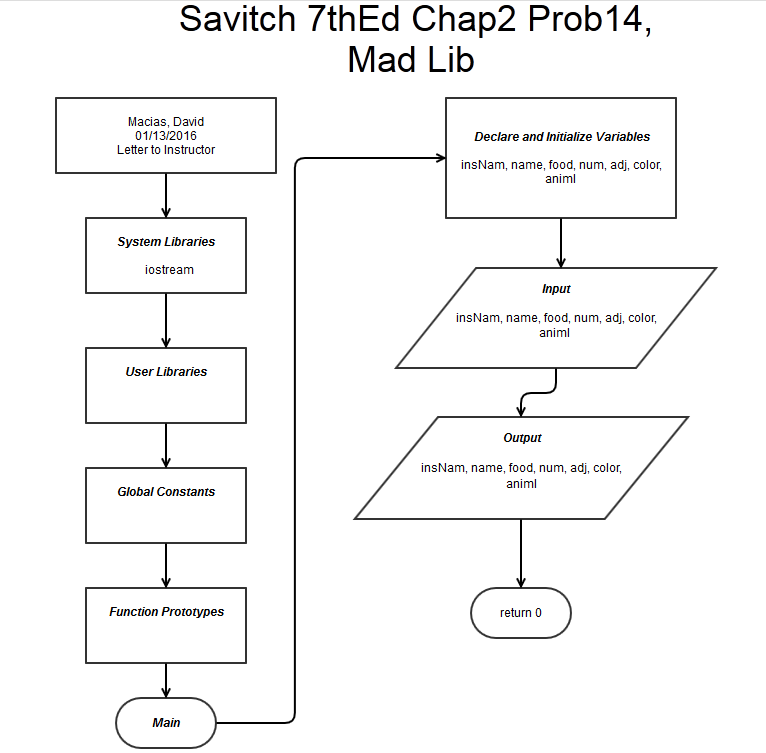 Savitch 7thEd Chap2 Prob14,
Mad Lib
Macias, David
01/13/2016
Letter to Instructor
System Libraries
iostream
User Libraries
Global Constants
Function Prototypes
Main
Declare and Initialize Variables
insNam, name, food, num, adj, color,
animl
Input
insNam, name, food, num, adj, color,
animl
Output
insNam, name, food, num, adj, color,
animl
return 0